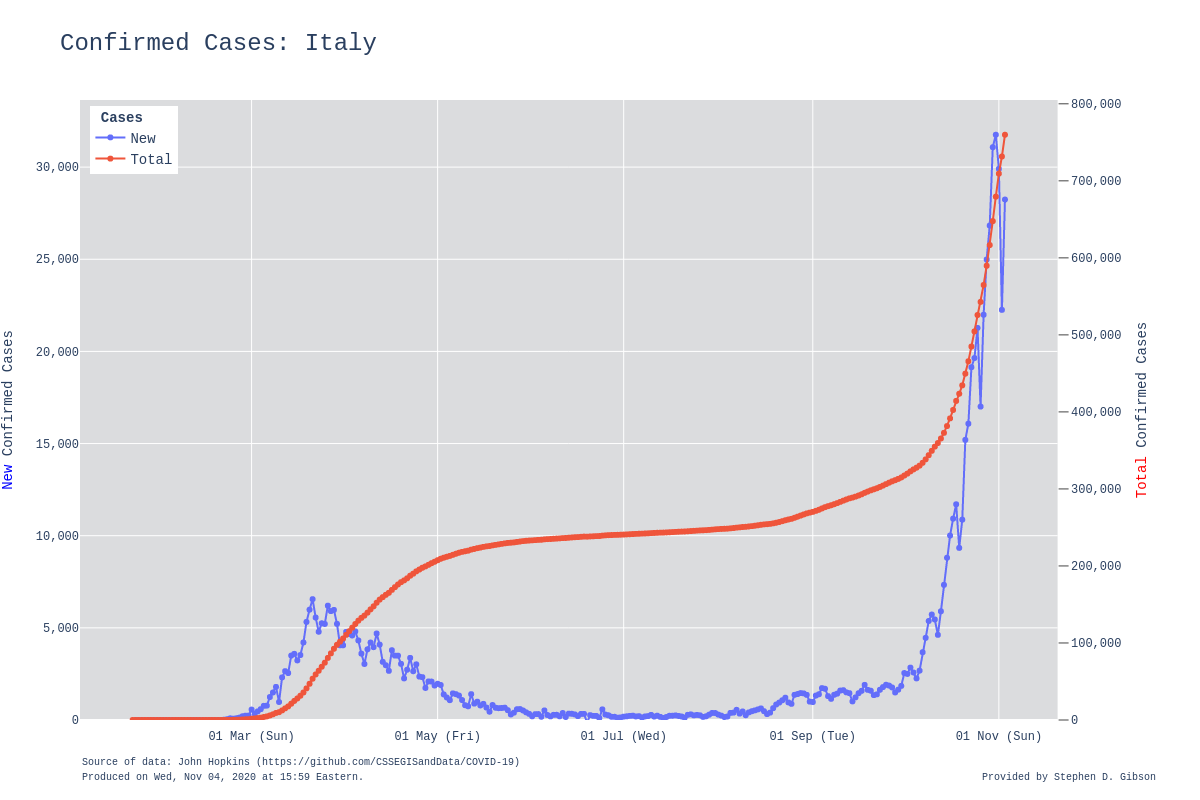 Confirmed Cases: Italy
Cases
New
Total
30,000
25,000
20,000
15,000
10,000
5,000
0
New Confirmed Cases
800,000
700,000
600,000
500,000
400,000
300,000
200,000
100,000
0
Total Confirmed Cases
01 Mar (Sun)
01 May (Fri)
01 Jul (Wed)
01 Sep (Tue)
01 Nov (Sun)
Source of data: John Hopkins (https://github.com/CSSEGISandData/COVID-19)
Produced on Wed, Nov 04, 2020 at 15:59 Eastern.
Provided by Stephen D. Gibson